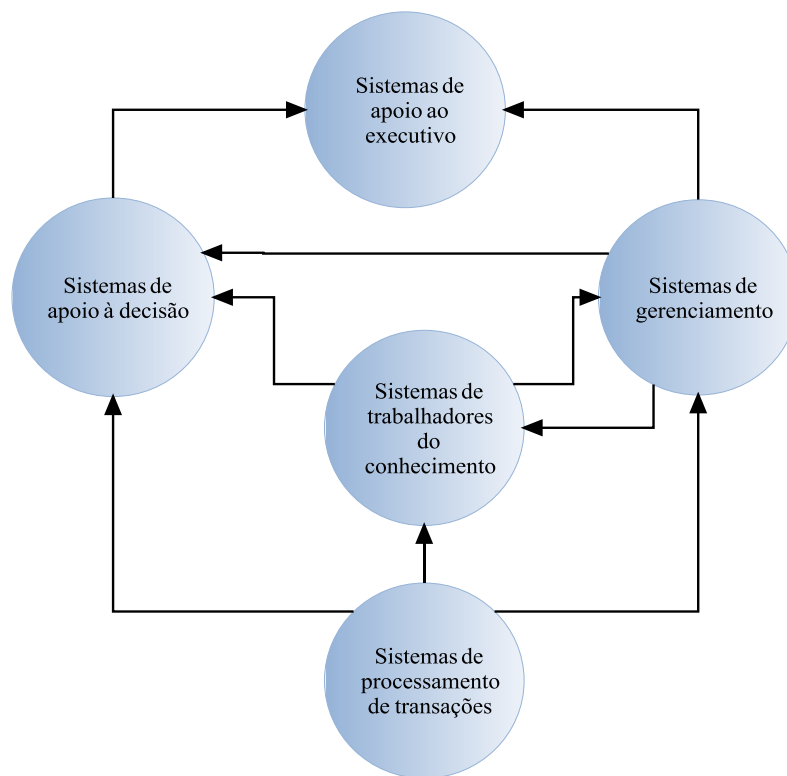 Sistemas de
apoio ao
executivo
Sistemas de
apoio à decisão
Sistemas de
gerenciamento
Sistemas de
trabalhadores
do
conhecimento
Sistemas de
processamento
de transações